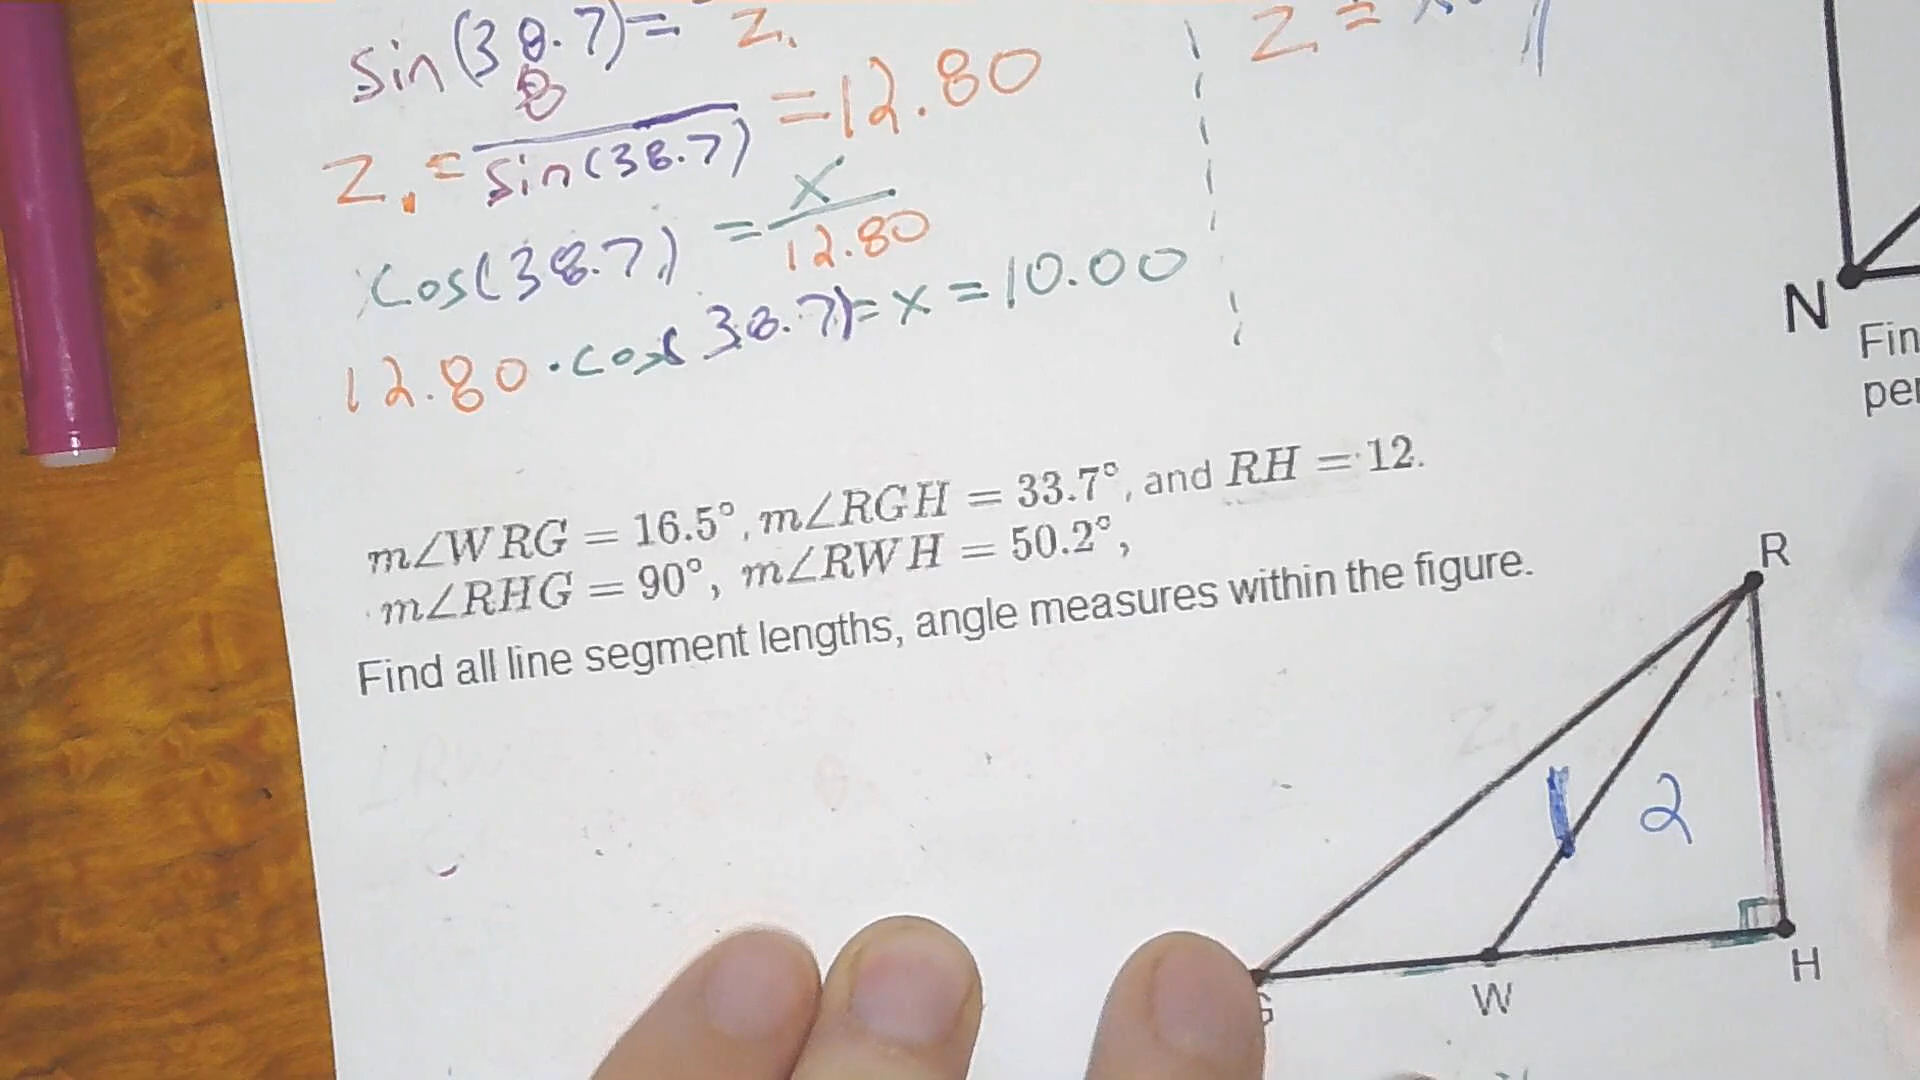 sin(38.7)= z.
8
z. = sin(38.7) = 12.80
cos(38.7) = x
12.80
12.80 · cos(38.7) = x = 10.00
z =
N
Fin
per
m∠WRG = 16.5°, m∠RGH = 33.7°, and RH = 12.
m∠RHG = 90°, m∠RWH = 50.2°,
Find all line segment lengths, angle measures within the figure.
R
1 2
H
W